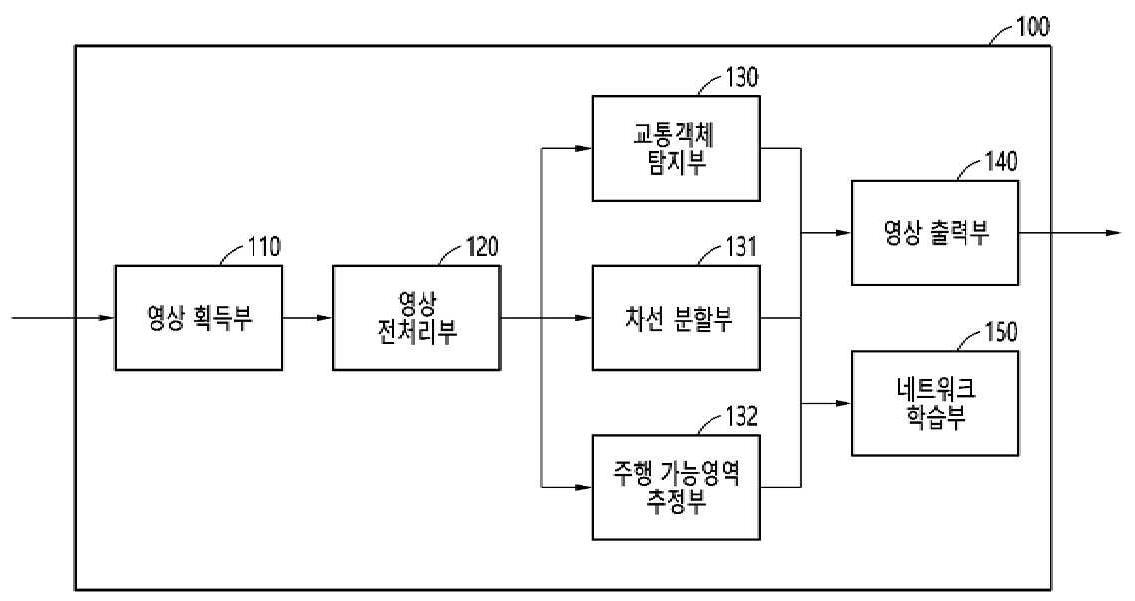 100
130
교통객체
탐지부
140
영상 출력부
110
영상 획득부
120
영상
전처리부
131
차선 분할부
150
네트워크
학습부
132
주행 가능영역
추정부